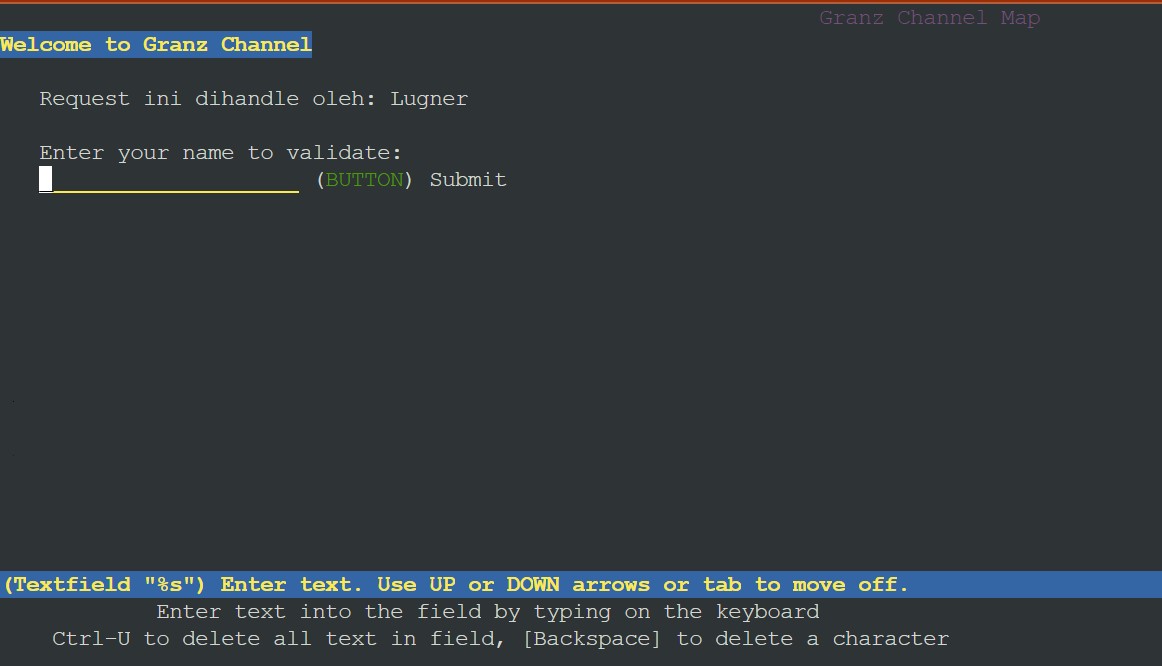 Granz Channel Map
Welcome to Granz Channel
Request ini dihandle oleh: Lugner
Enter your name to validate:
(BUTTON) Submit
(Textfield "%s") Enter text. Use UP or DOWN arrows or tab to move off.
Enter text into the field by typing on the keyboard
Ctrl-U to delete all text in field, [Backspace] to delete a character